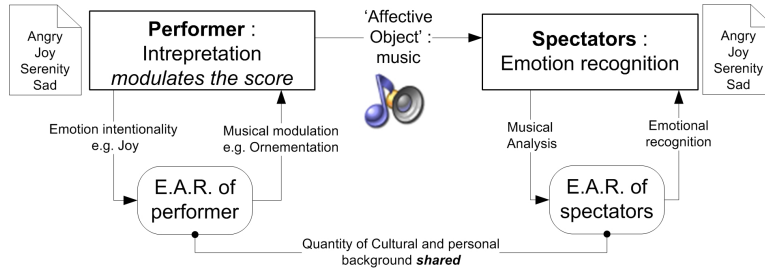 Angry
Joy
Serenity
Sad
Performer :
Intrepretation
modulates the score
‘Affective
Object’ :
music
Spectators :
Emotion recognition
Angry
Joy
Serenity
Sad
Emotion intentionality
e.g. Joy
Musical modulation
e.g. Ornementation
Musical
Analysis
Emotional
recognition
E.A.R. of
performer
E.A.R. of
spectators
Quantity of Cultural and personal
background shared